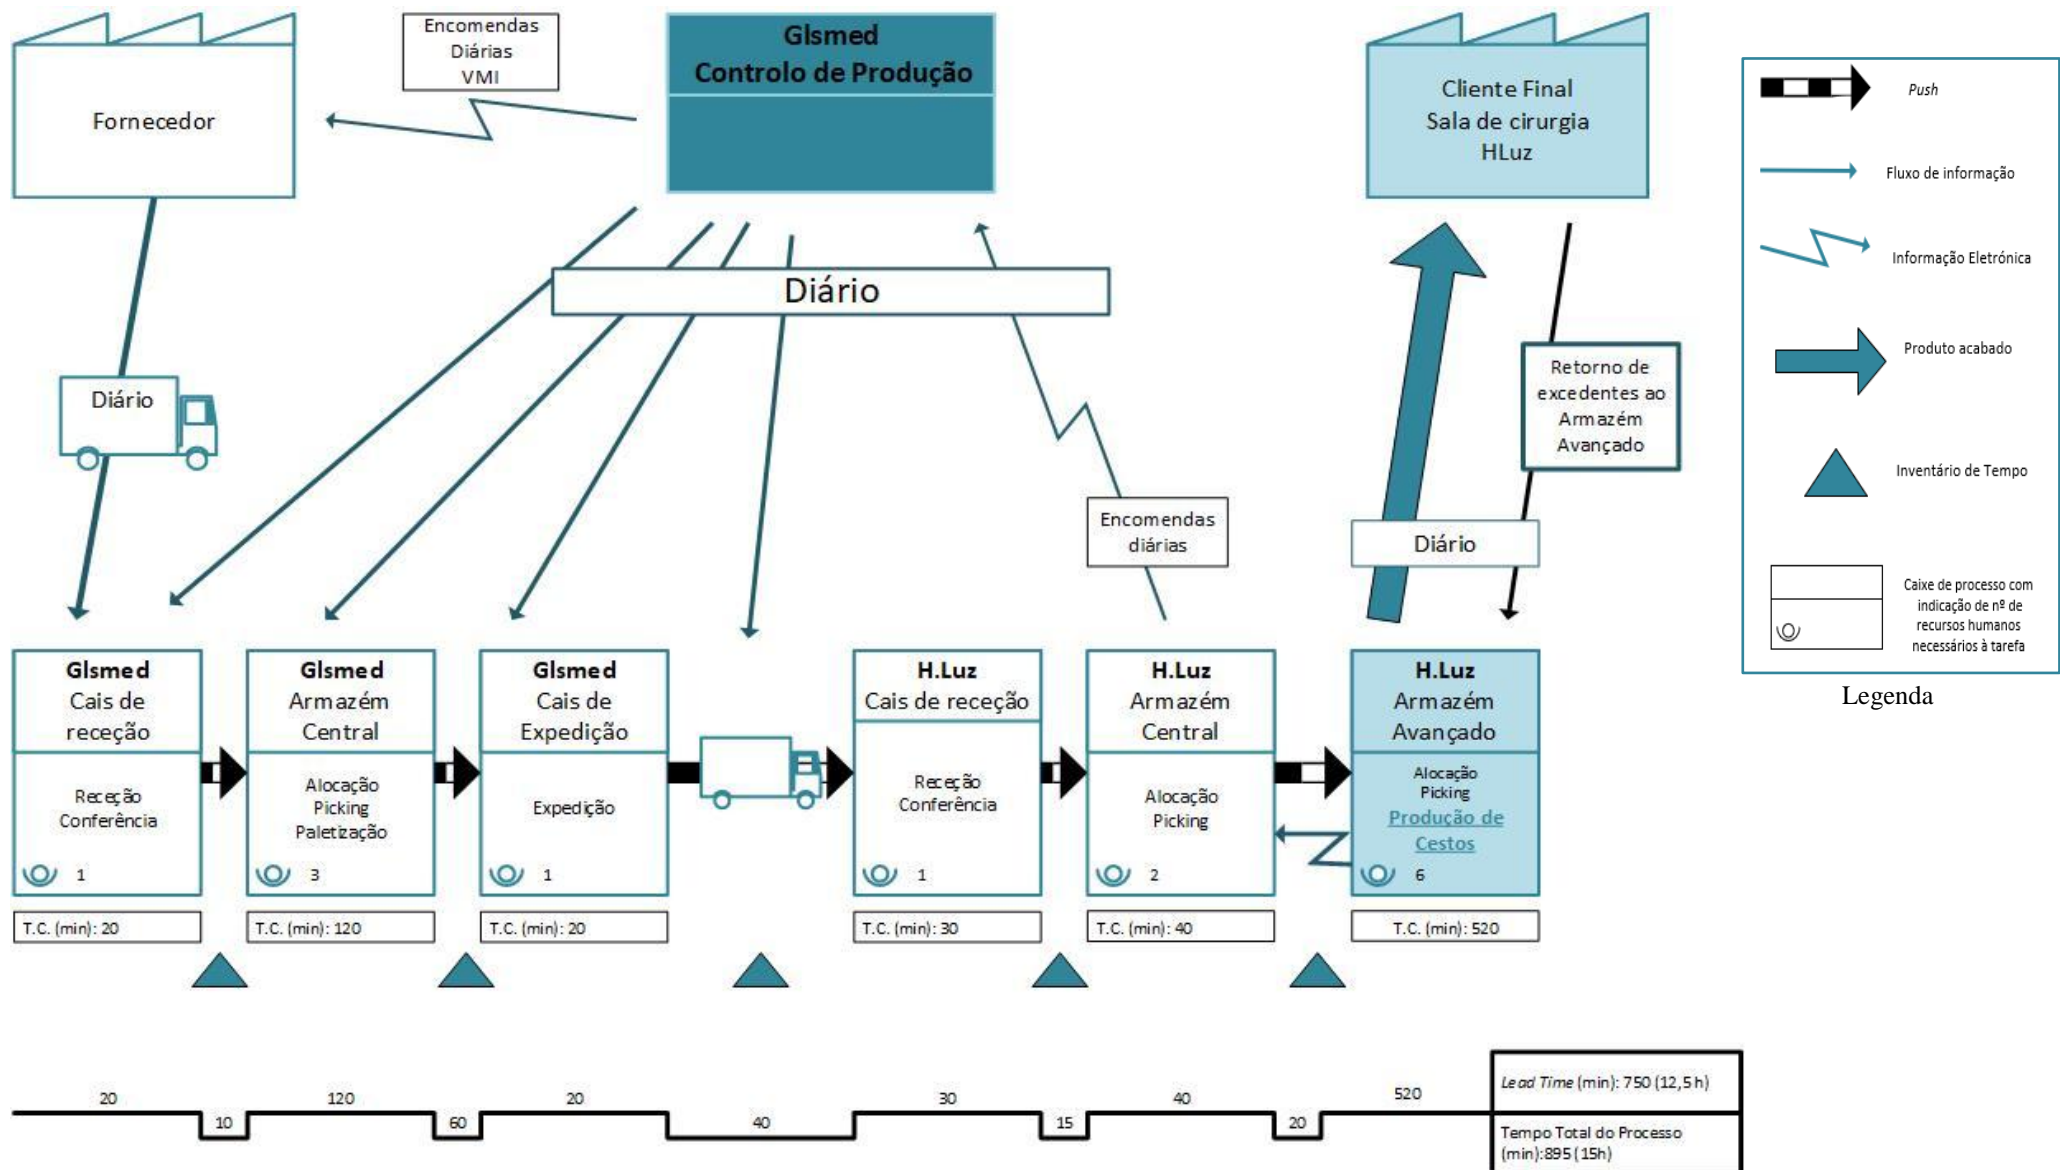 Encomendas
Diárias
VMI
Glsmed
Controlo de Produção
Fornecedor
Cliente Final
Sala de cirurgia
HLuz
Diário
Diário
Retorno de
excedentes ao
Armazém
Avançado
Encomendas
diárias
Diário
Push
Fluxo de informação
Informação Eletrónica
Produto acabado
Inventário de Tempo
Caixe de processo com
indicação de nº de
recursos humanos
necessários à tarefa
Legenda
Glsmed
Cais de
receção
Receção
Conferência
1
T.C. (min): 20
Glsmed
Armazém
Central
Alocação
Picking
Paletização
3
T.C. (min): 120
Glsmed
Cais de
Expedição
Expedição
1
T.C. (min): 20
H.Luz
Cais de receção
Receção
Conferência
1
T.C. (min): 30
H.Luz
Armazém
Central
Alocação
Picking
2
T.C. (min): 40
H.Luz
Armazém
Avançado
Alocação
Picking
Produção de
Cestos
6
T.C. (min): 520
20
10
120
60
20
40
30
15
40
20
520
Lead Time (min): 750 (12,5 h)
Tempo Total do Processo
(min):895 (15h)